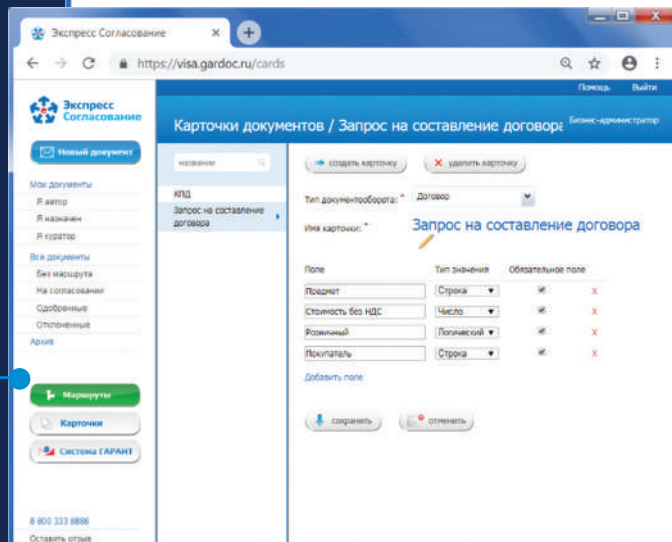 Экспресс Согласование
https://visa.gardoc.ru/cards
Помощь Выйти
Экспресс
Согласование
Карточки документов / Запрос на составление договора
Бизнес-администратор
Новый документ
Мои документы
Я автор
Я назначен
Я куратор
Все документы
Без маршрута
На согласовании
Одобренные
Отклоненные
Архив
Маршруты
Карточки
Система ГАРАНТ
8 800 333 8888
Оставить отзыв
название
КПД
Запрос на составление
договора
создать карточку
удалить карточку
Тип документооборота: *
Договор
Имя карточки: *
Запрос на составление договора
Поле Тип значения Обязательное поле
Предмет Строка x
Стоимость без НДС Число x
Розничный Логический x
Покупатель Строка x
Добавить поле
сохранить
отменить